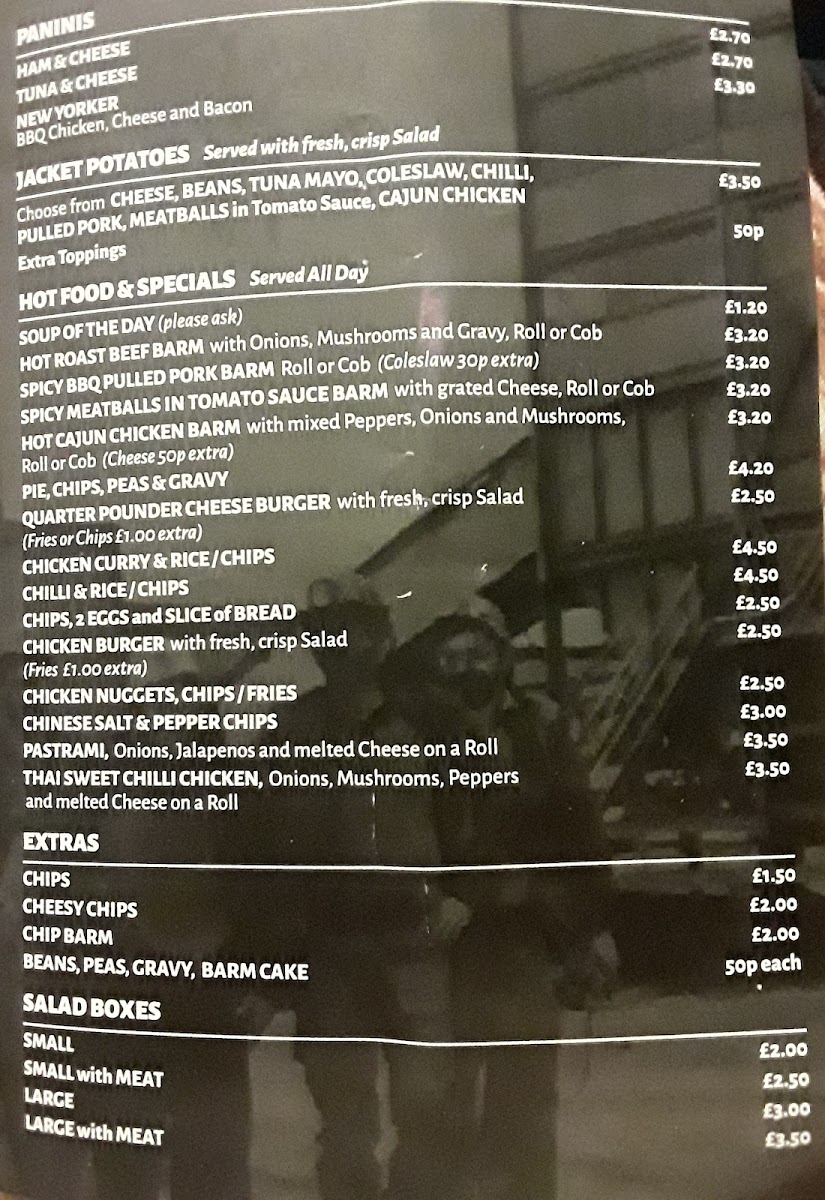 PANINIS
HAM & CHEESE £2.70
TUNA & CHEESE £2.70
NEW YORKER £3.30
BBQ Chicken, Cheese and Bacon
JACKET POTATOES Served with fresh, crisp Salad
Choose from CHEESE, BEANS, TUNA MAYO, COLESLAW, CHILLI, £3.50
PULLED PORK, MEATBALLS in Tomato Sauce, CAJUN CHICKEN
Extra Toppings 50p
HOT FOOD & SPECIALS Served All Day
SOUP OF THE DAY (please ask) £1.20
HOT ROAST BEEF BARM with Onions, Mushrooms and Gravy, Roll or Cob £3.20
SPICY BBQ PULLED PORK BARM Roll or Cob (Coleslaw 30p extra) £3.20
SPICY MEATBALLS IN TOMATO SAUCE BARM with grated Cheese, Roll or Cob £3.20
HOT CAJUN CHICKEN BARM with mixed Peppers, Onions and Mushrooms, £3.20
Roll or Cob (Cheese 50p extra)
PIE, CHIPS, PEAS & GRAVY £4.20
QUARTER POUNDER CHEESE BURGER with fresh, crisp Salad £2.50
(Fries or Chips £1.00 extra)
CHICKEN CURRY & RICE / CHIPS £4.50
CHILLI & RICE / CHIPS £4.50
CHIPS, 2 EGGS and SLICE of BREAD £2.50
CHICKEN BURGER with fresh, crisp Salad £2.50
(Fries £1.00 extra)
CHICKEN NUGGETS, CHIPS / FRIES £2.50
CHINESE SALT & PEPPER CHIPS £3.00
PASTRAMI, Onions, Jalapenos and melted Cheese on a Roll £3.50
THAI SWEET CHILLI CHICKEN, Onions, Mushrooms, Peppers £3.50
and melted Cheese on a Roll
EXTRAS
CHIPS £1.50
CHEESY CHIPS £2.00
CHIP BARM £2.00
BEANS, PEAS, GRAVY, BARM CAKE 50p each
SALAD BOXES
SMALL £2.00
SMALL with MEAT £2.50
LARGE £3.00
LARGE with MEAT £3.50